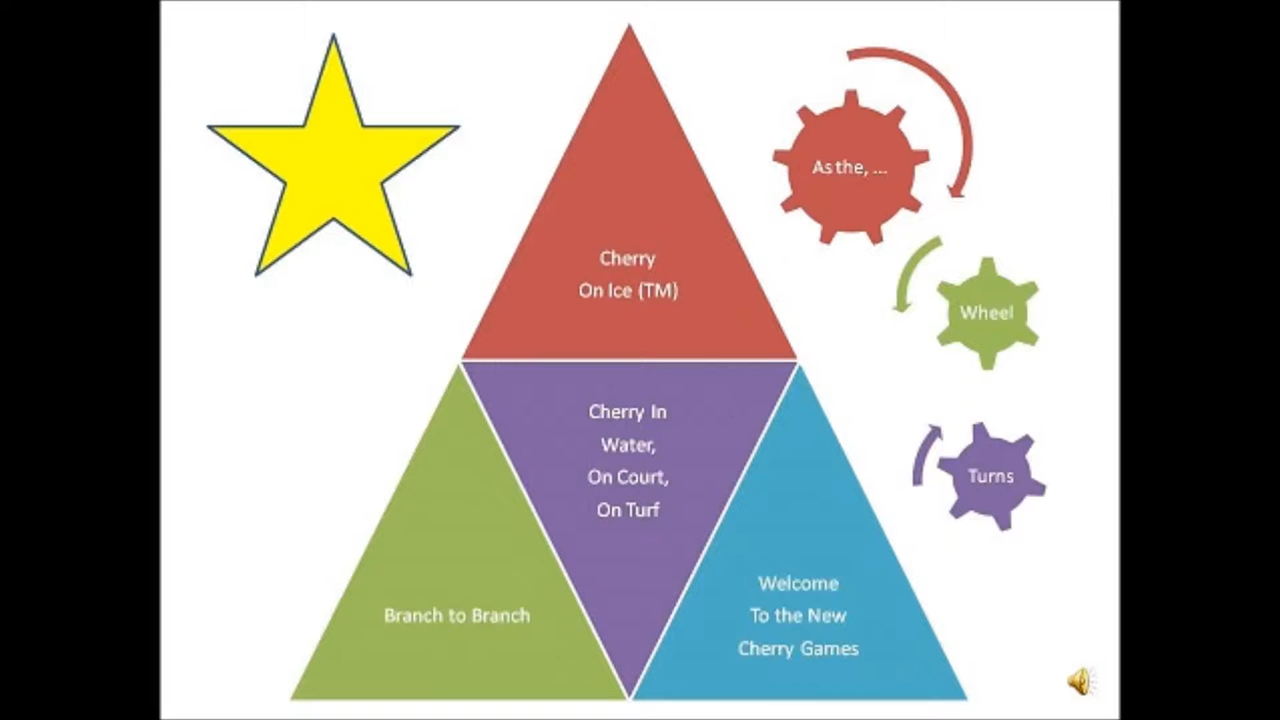 Cherry
On Ice (TM)
Cherry In
Water,
On Court,
On Turf
Branch to Branch
Welcome
To the New
Cherry Games
As the, ...
Wheel
Turns